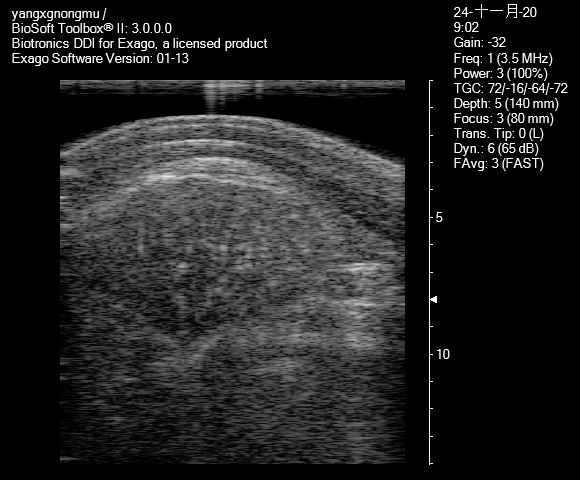 yangxgnongmu /
BioSoft Toolbox® II: 3.0.0.0
Biotronics DDI for Exago, a licensed product
Exago Software Version: 01-13
24-十一月-20
9:02
Gain: -32
Freq: 1 (3.5 MHz)
Power: 3 (100%)
TGC: 72/-16/-64/-72
Depth: 5 (140 mm)
Focus: 3 (80 mm)
Trans. Tip: 0 (L)
Dyn.: 6 (65 dB)
FAvg: 3 (FAST)
5
10